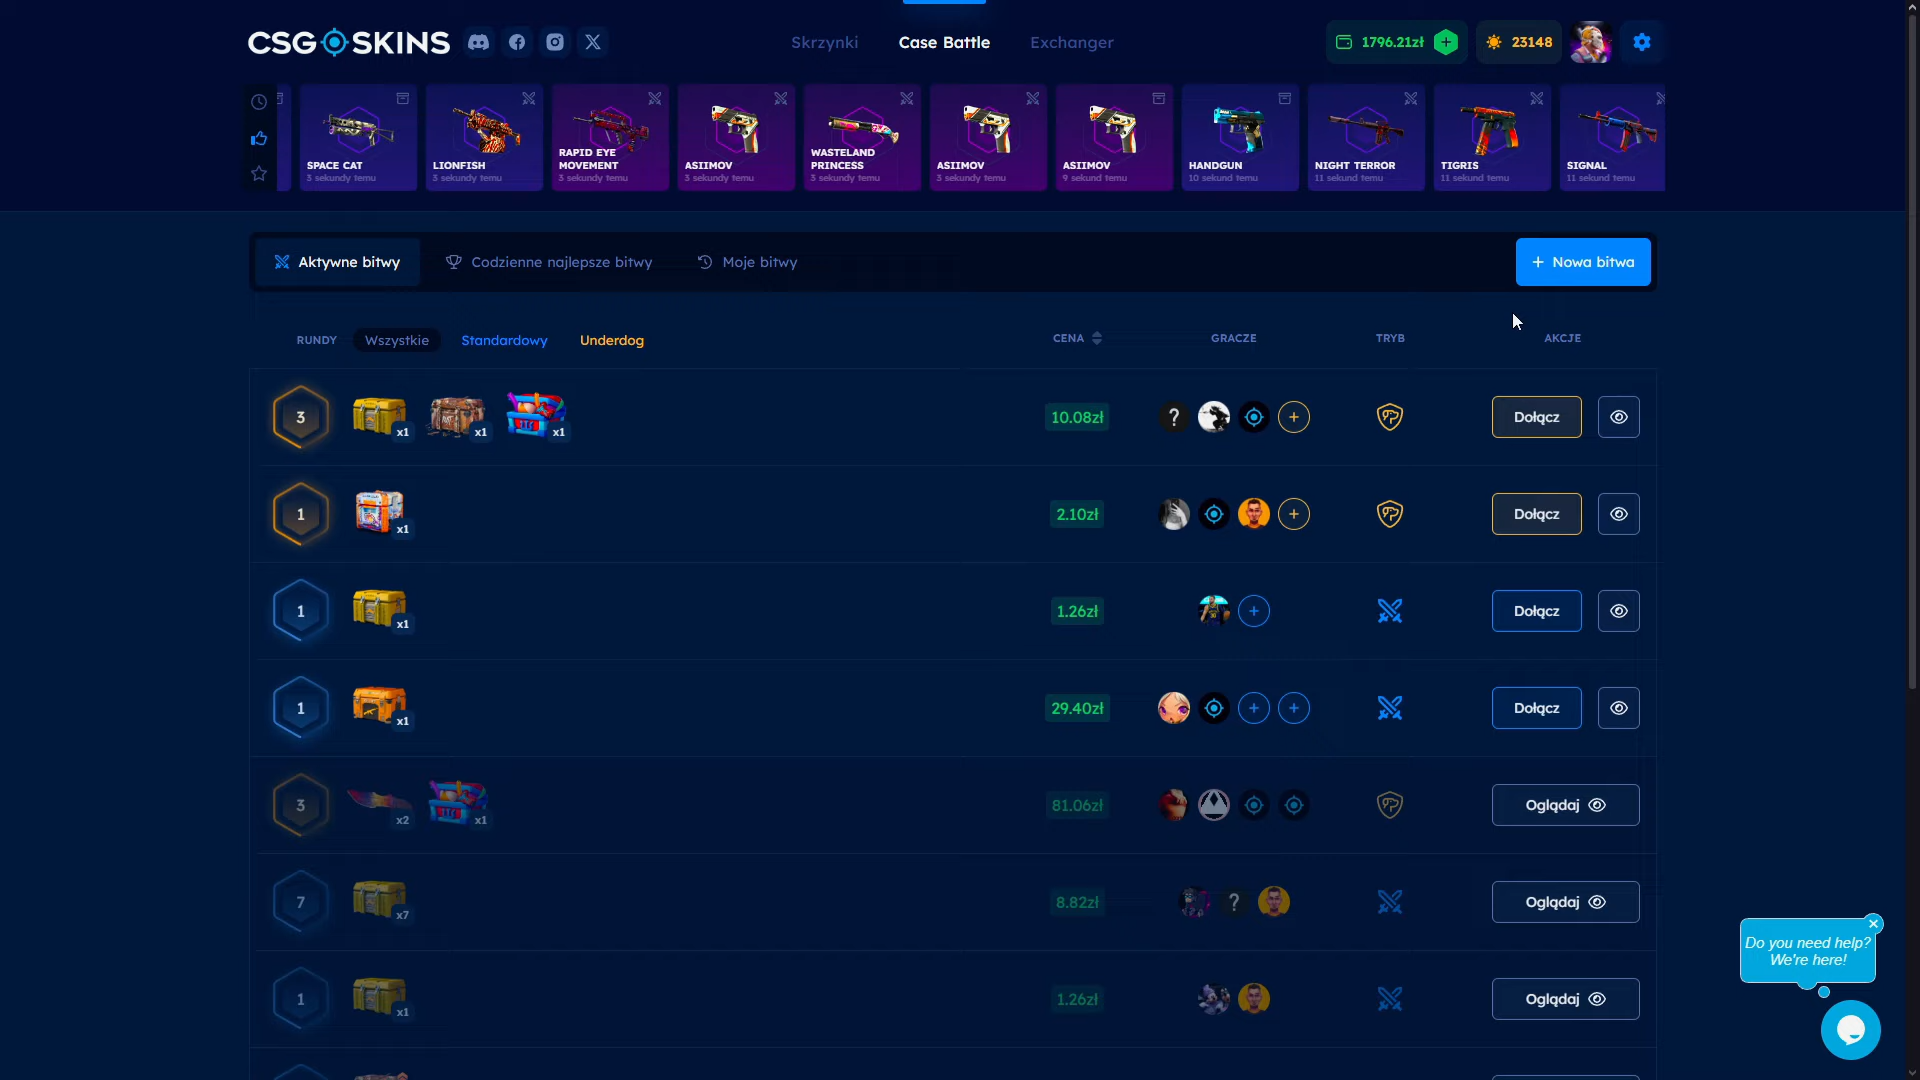 CSG SKINS
Skrzynki
Case Battle
Exchanger
1796.21zł
23148
SPACE CAT
3 sekundy temu
LIONFISH
3 sekundy temu
RAPID EYE
MOVEMENT
3 sekundy temu
ASIIMOV
3 sekundy temu
WASTELAND
PRINCESS
3 sekundy temu
ASIIMOV
3 sekundy temu
ASIIMOV
9 sekund temu
HANDGUN
10 sekund temu
NIGHT TERROR
11 sekund temu
TIGRIS
11 sekund temu
SIGNAL
11 sekund temu
Aktywne bitwy
Codzienne najlepsze bitwy
Moje bitwy
+ Nowa bitwa
RUNDY
Wszystkie
Standardowy
Underdog
CENA
GRACZE
TRYB
AKCJE
3
x1
x1
x1
10.08zł
?
+
Dołącz
1
x1
2.10zł
+
Dołącz
1
x1
1.26zł
+
Dołącz
1
x1
29.40zł
+
+
Dołącz
3
x2
x1
81.06zł
Oglądaj
7
x7
8.82zł
?
Oglądaj
1
x1
1.26zł
Oglądaj
Do you need help?
We're here!